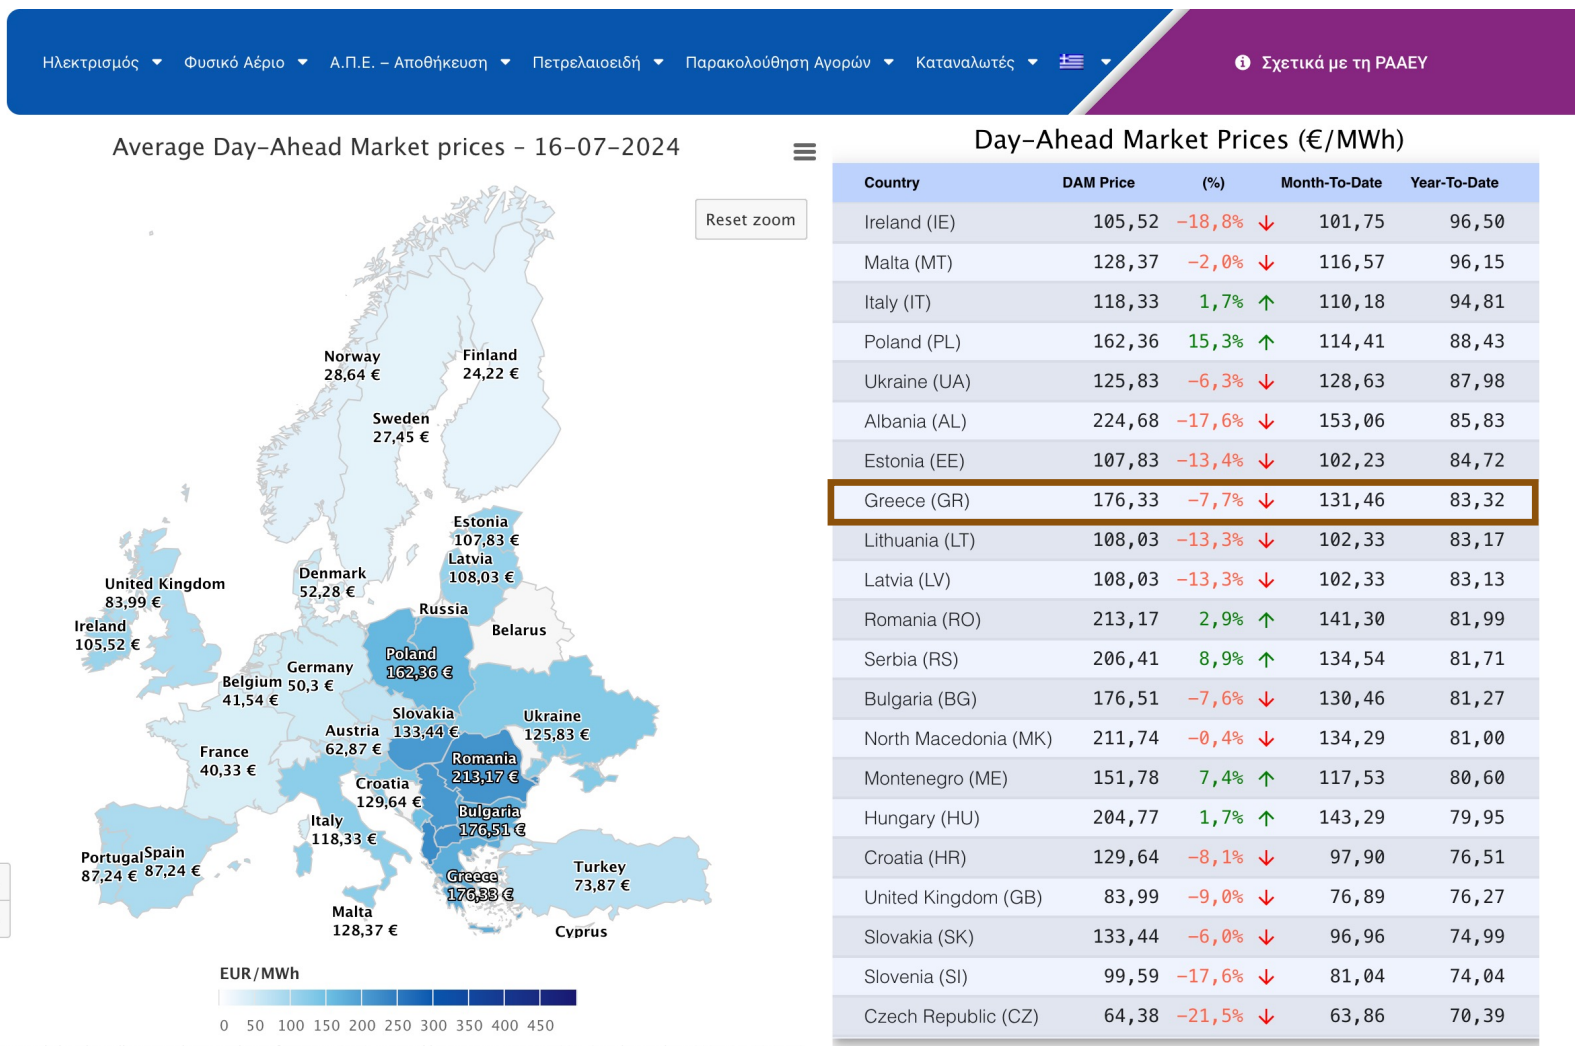 Ηλεκτρισμός Φυσικό Αέριο Α.Π.Ε. – Αποθήκευση Πετρελαιοειδή Παρακολούθηση Αγορών Καταναλωτές Σχετικά με τη ΡΑΑΕΥ
Average Day-Ahead Market prices - 16-07-2024
Reset zoom
Norway
28,64 €
Finland
24,22 €
Sweden
27,45 €
Estonia
107,83 €
Latvia
108,03 €
Denmark
52,28 €
United Kingdom
83,99 €
Russia
Ireland
105,52 €
Belarus
Poland
162,36 €
Germany
50,3 €
Belgium
41,54 €
Slovakia
133,44 €
Ukraine
125,83 €
Austria
62,87 €
France
40,33 €
Romania
213,17 €
Croatia
129,64 €
Bulgaria
176,51 €
Italy
118,33 €
Portugal
87,24 €
Spain
87,24 €
Turkey
73,87 €
Greece
176,33 €
Malta
128,37 €
Cyprus
EUR/MWh
0 50 100 150 200 250 300 350 400 450
Day-Ahead Market Prices (€/MWh)
Country DAM Price (%) Month-To-Date Year-To-Date
Ireland (IE) 105,52 -18,8% ↓ 101,75 96,50
Malta (MT) 128,37 -2,0% ↓ 116,57 96,15
Italy (IT) 118,33 1,7% ↑ 110,18 94,81
Poland (PL) 162,36 15,3% ↑ 114,41 88,43
Ukraine (UA) 125,83 -6,3% ↓ 128,63 87,98
Albania (AL) 224,68 -17,6% ↓ 153,06 85,83
Estonia (EE) 107,83 -13,4% ↓ 102,23 84,72
Greece (GR) 176,33 -7,7% ↓ 131,46 83,32
Lithuania (LT) 108,03 -13,3% ↓ 102,33 83,17
Latvia (LV) 108,03 -13,3% ↓ 102,33 83,13
Romania (RO) 213,17 2,9% ↑ 141,30 81,99
Serbia (RS) 206,41 8,9% ↑ 134,54 81,71
Bulgaria (BG) 176,51 -7,6% ↓ 130,46 81,27
North Macedonia (MK) 211,74 -0,4% ↓ 134,29 81,00
Montenegro (ME) 151,78 7,4% ↑ 117,53 80,60
Hungary (HU) 204,77 1,7% ↑ 143,29 79,95
Croatia (HR) 129,64 -8,1% ↓ 97,90 76,51
United Kingdom (GB) 83,99 -9,0% ↓ 76,89 76,27
Slovakia (SK) 133,44 -6,0% ↓ 96,96 74,99
Slovenia (SI) 99,59 -17,6% ↓ 81,04 74,04
Czech Republic (CZ) 64,38 -21,5% ↓ 63,86 70,39